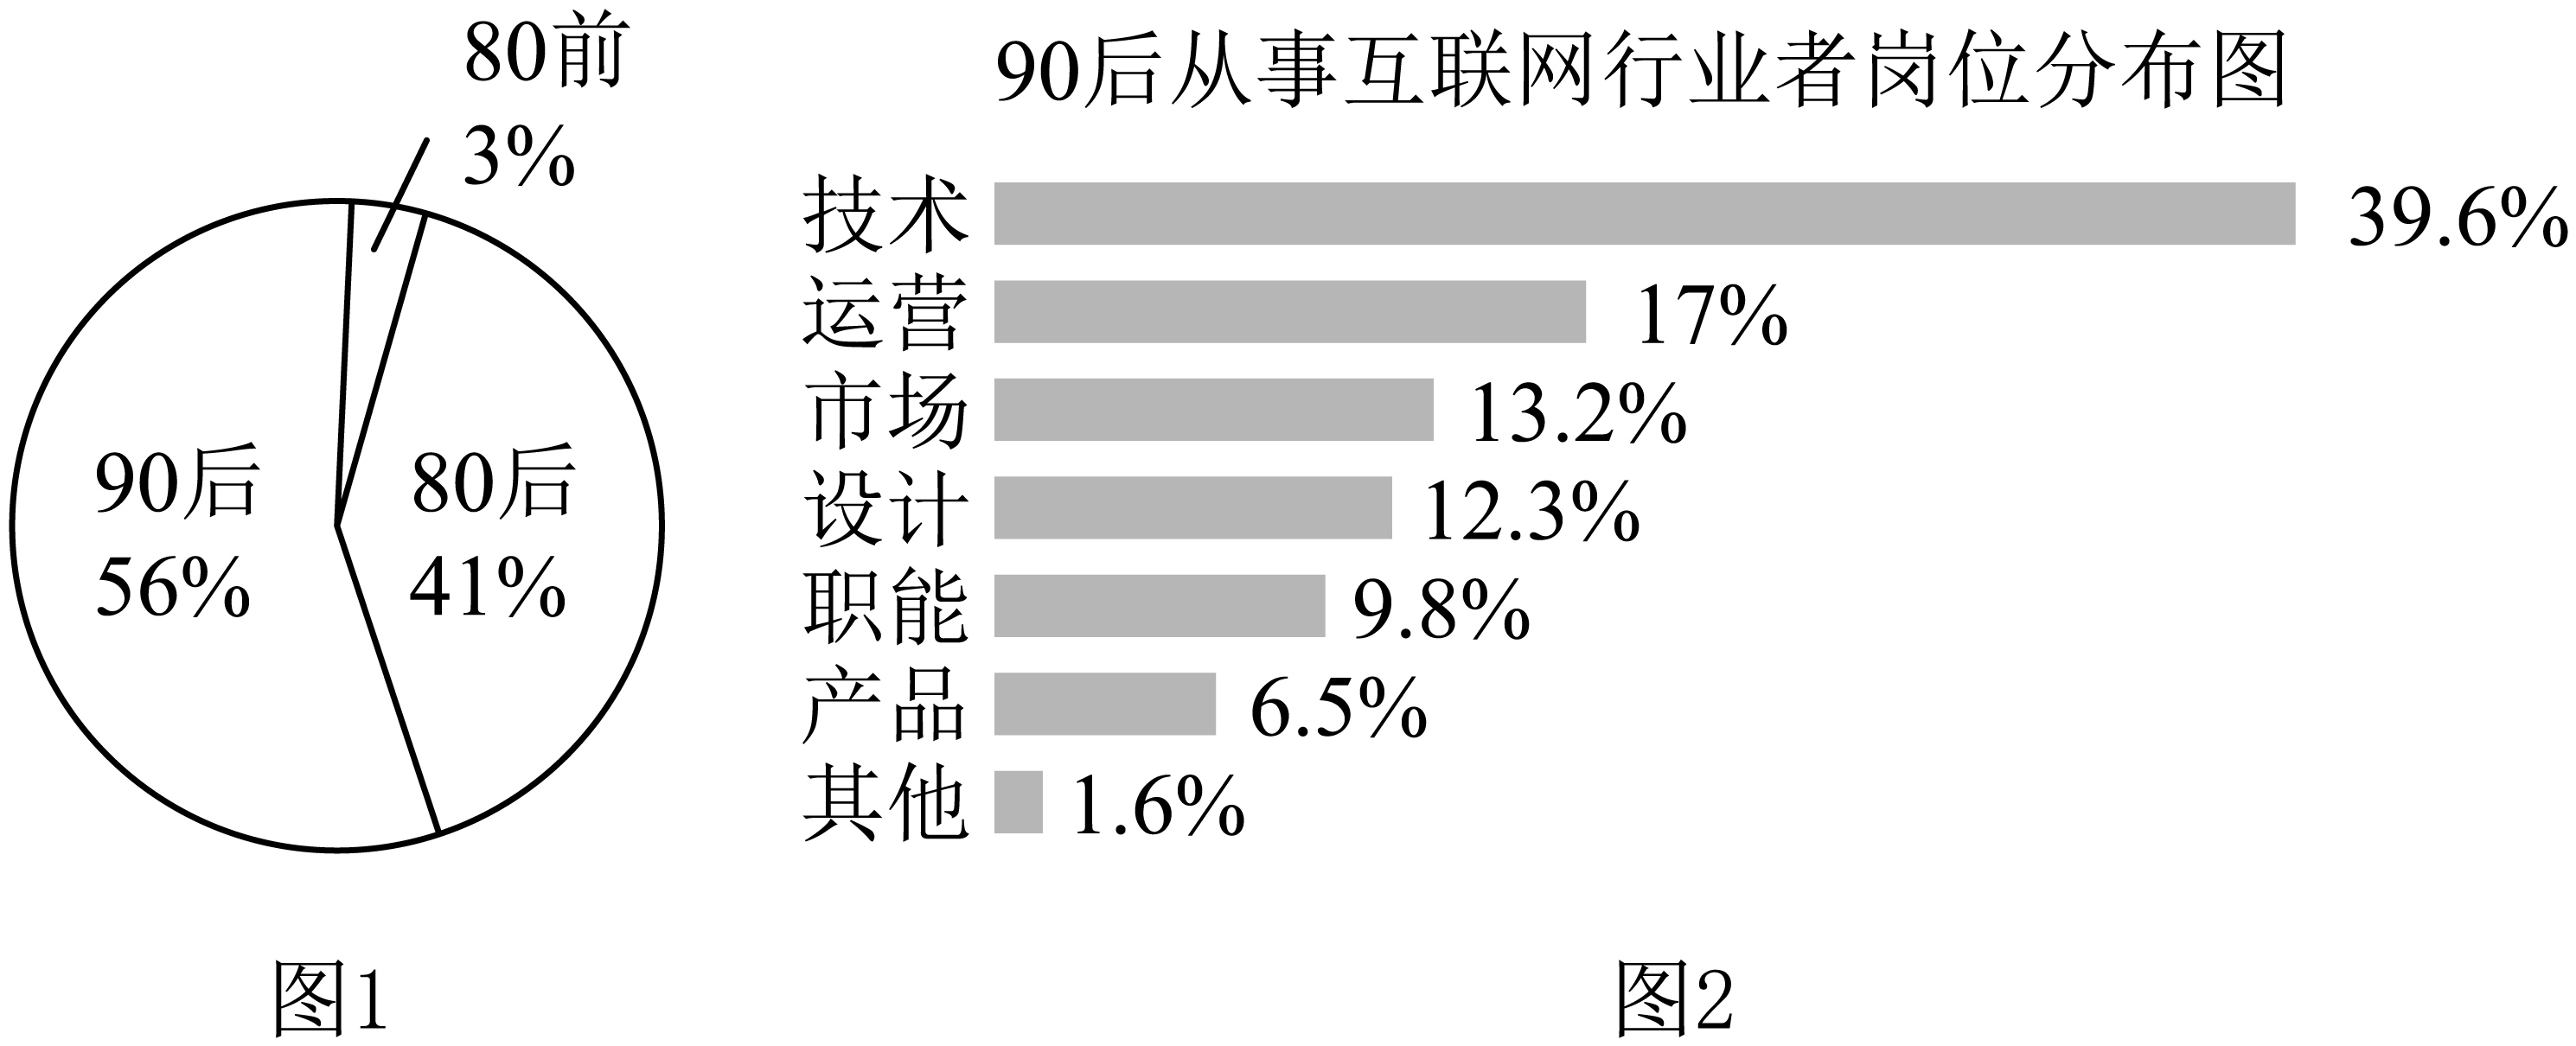 80前
3%
90后
56%
80后
41%
图1
90后从事互联网行业者岗位分布图
技术 39.6%
运营 17%
市场 13.2%
设计 12.3%
职能 9.8%
产品 6.5%
其他 1.6%
图2